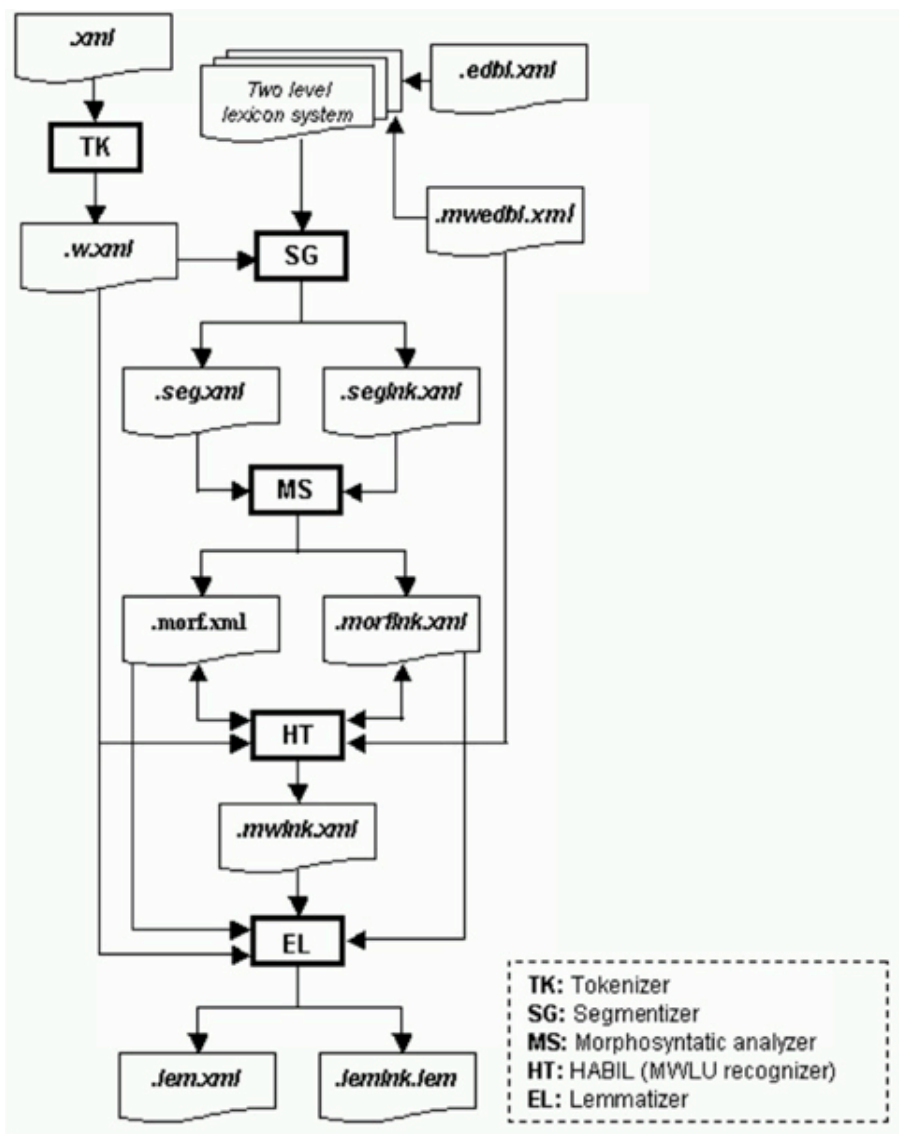 .xml
Two level
lexicon system
.edbl.xml
TK
.mwedbl.xml
.w.xml
SG
.seg.xml
.seglnk.xml
MS
.morf.xml
.morflnk.xml
HT
.mwlnk.xml
EL
.lem.xml
.lemlnk.lem
TK: Tokenizer
SG: Segmentizer
MS: Morphosyntatic analyzer
HT: HABIL (MWLU recognizer)
EL: Lemmatizer